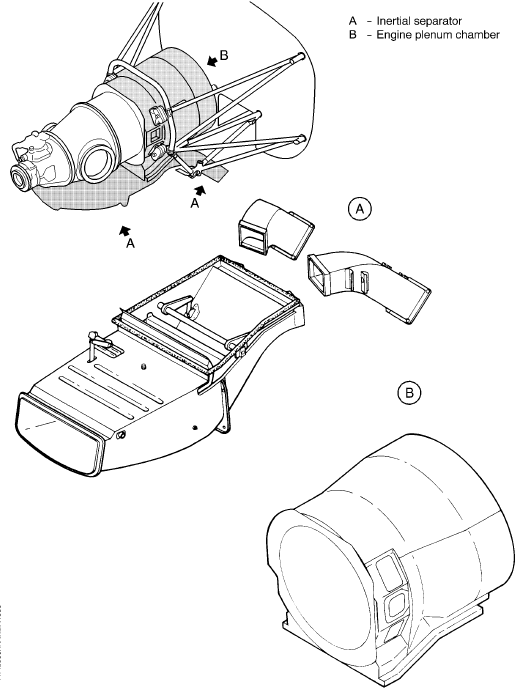 A – Inertial separator
B – Engine plenum chamber
B
A
A
A
B